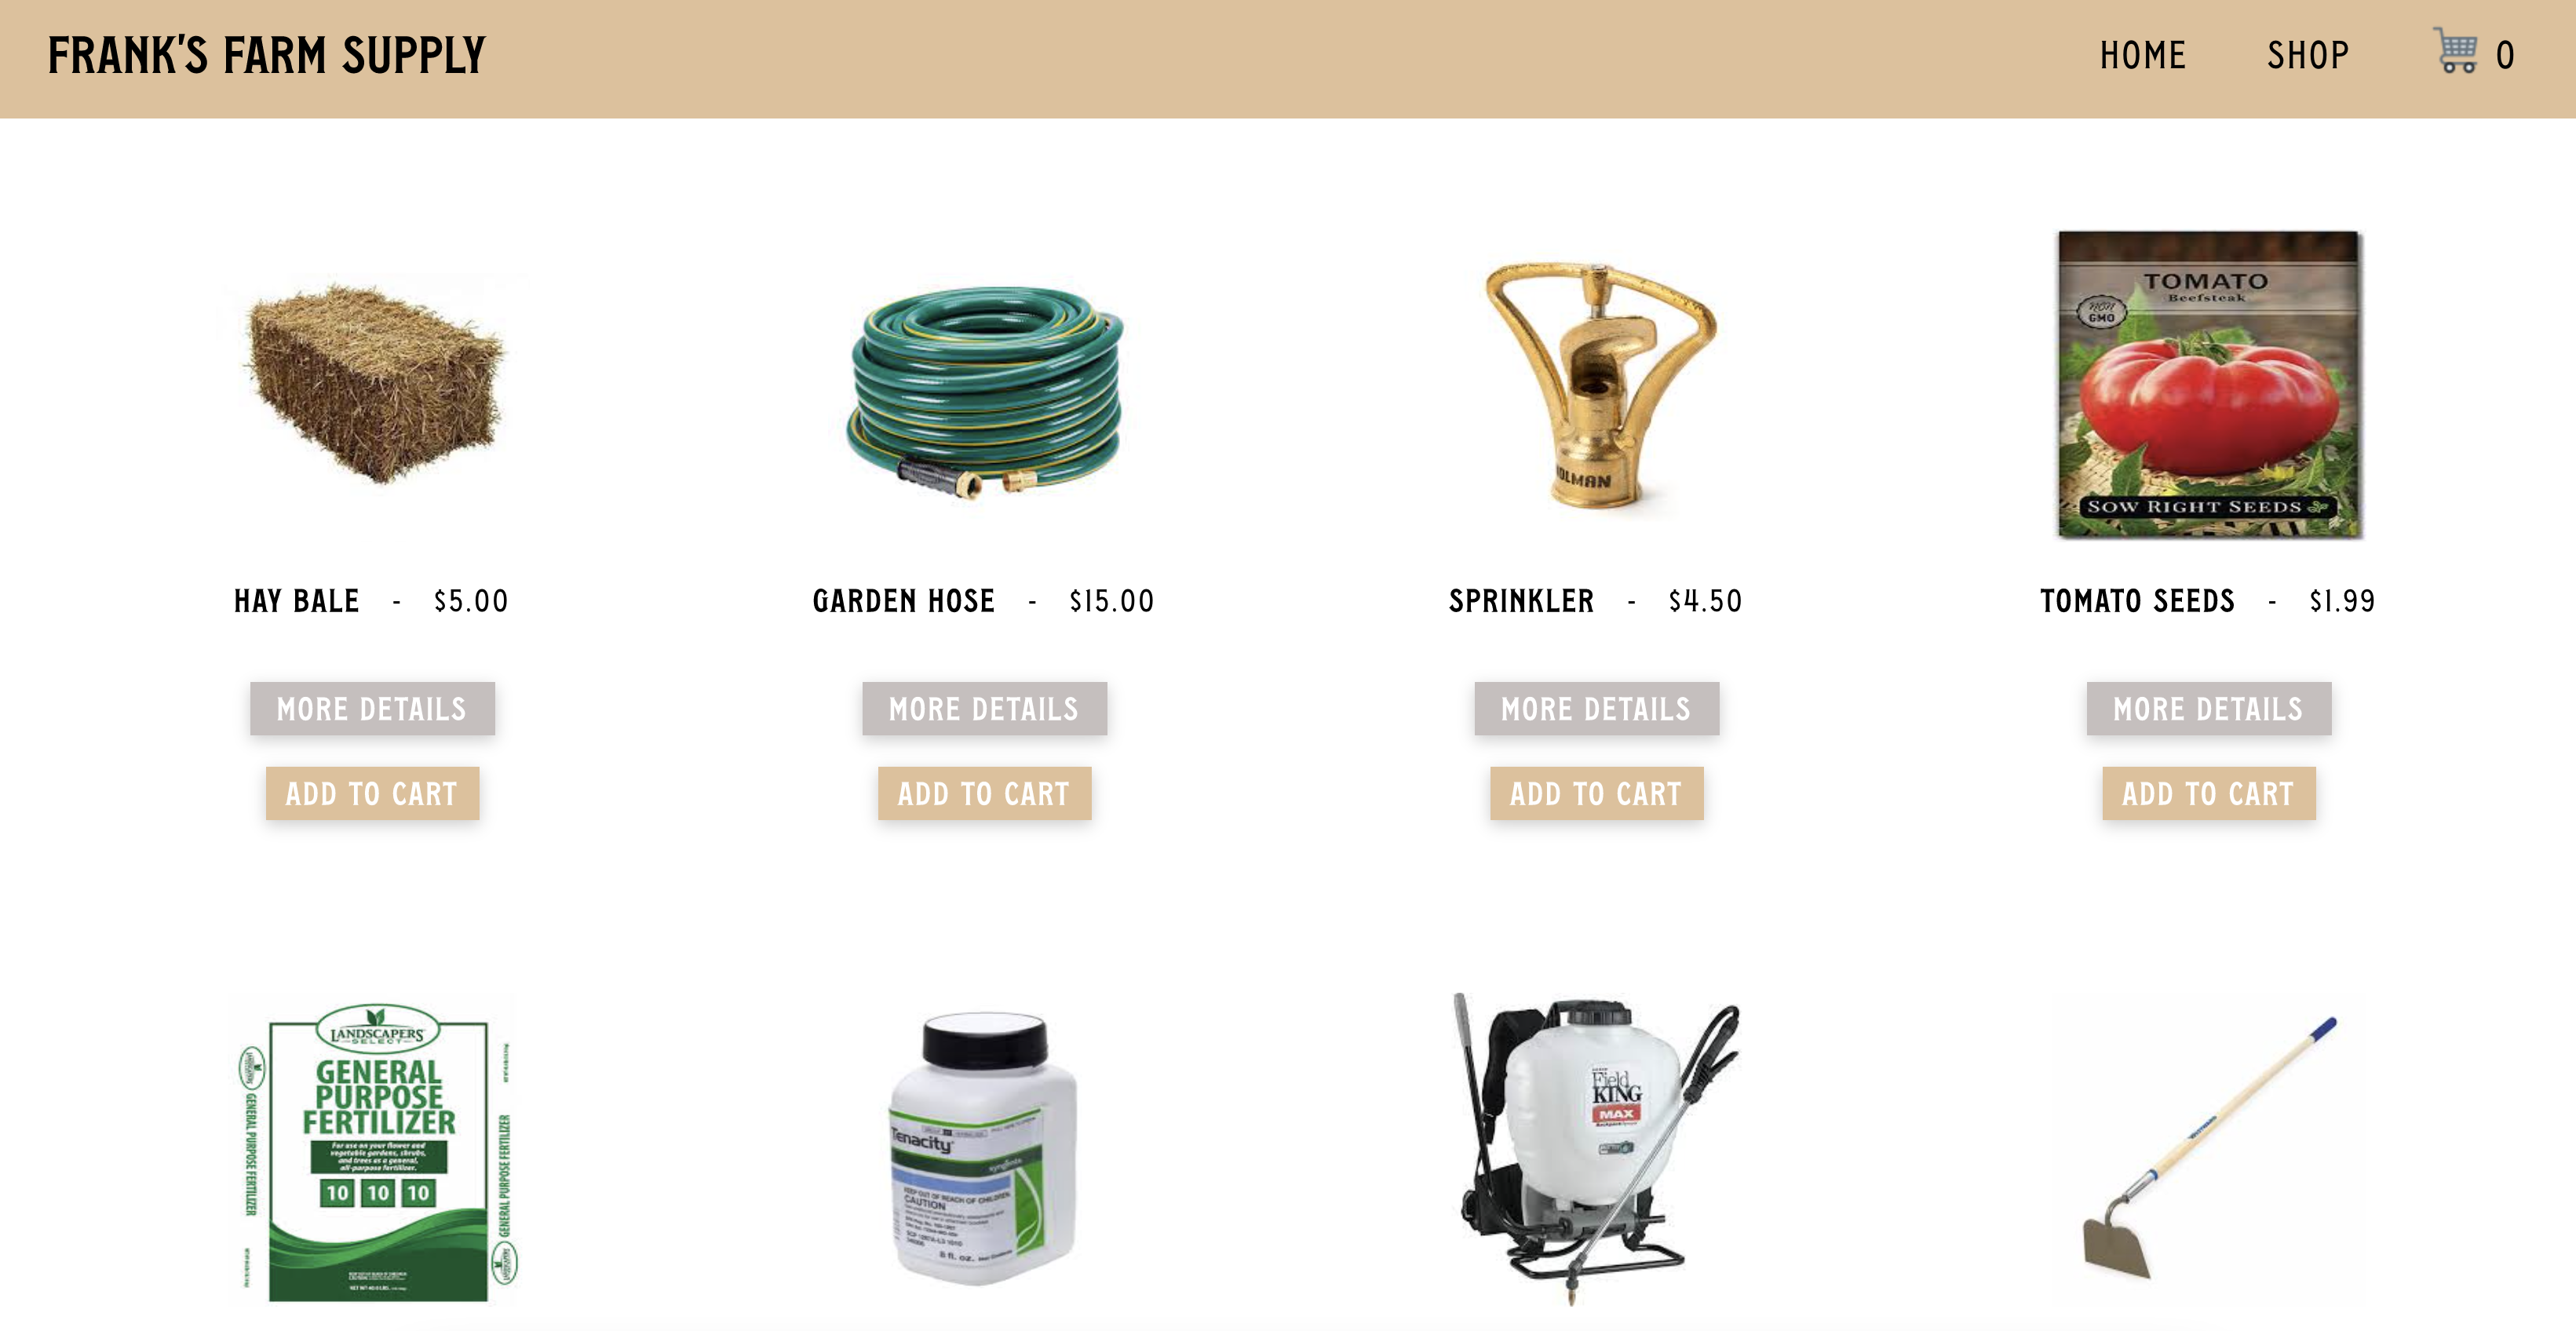 FRANK'S FARM SUPPLY
HOME SHOP 0
TOMATO
Beefsteak
NON
GMO
SOW RIGHT SEEDS
OLMAN
HAY BALE - $5.00
GARDEN HOSE - $15.00
SPRINKLER - $4.50
TOMATO SEEDS - $1.99
MORE DETAILS
MORE DETAILS
MORE DETAILS
MORE DETAILS
ADD TO CART
ADD TO CART
ADD TO CART
ADD TO CART
LANDSCAPERS
SELECT
GENERAL
PURPOSE
FERTILIZER
For use on your flower and
vegetable gardens, shrubs,
and trees as a general,
all-purpose fertilizer.
10 10 10
GENERAL PURPOSE FERTILIZER
GENERAL PURPOSE FERTILIZER
Tenacity
syngenta
KEEP OUT OF REACH OF CHILDREN
CAUTION
8 fl. oz.
Field
KING
MAX